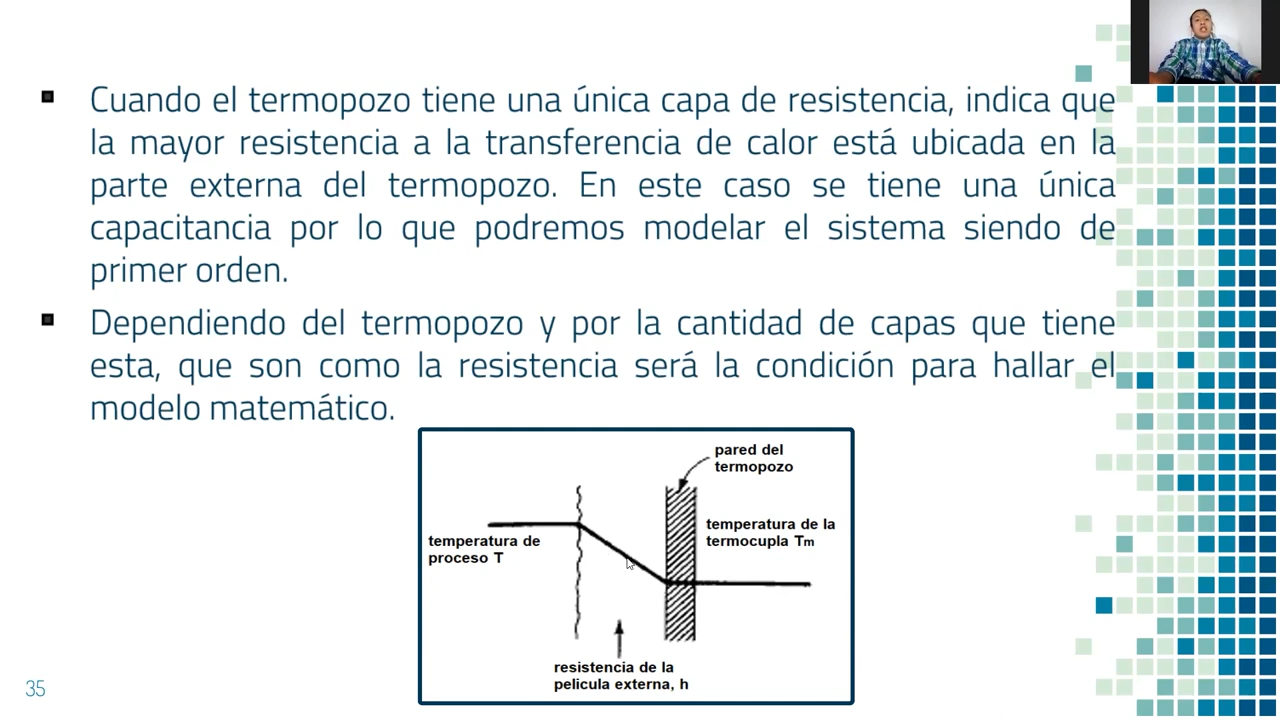 Cuando el termopozo tiene una única capa de resistencia, indica que
la mayor resistencia a la transferencia de calor está ubicada en la
parte externa del termopozo. En este caso se tiene una única
capacitancia por lo que podremos modelar el sistema siendo de
primer orden.
Dependiendo del termopozo y por la cantidad de capas que tiene
esta, que son como la resistencia será la condición para hallar el
modelo matemático.
pared del
termopozo
temperatura de
proceso T
temperatura de la
termocupla Tm
resistencia de la
pelicula externa, h
35